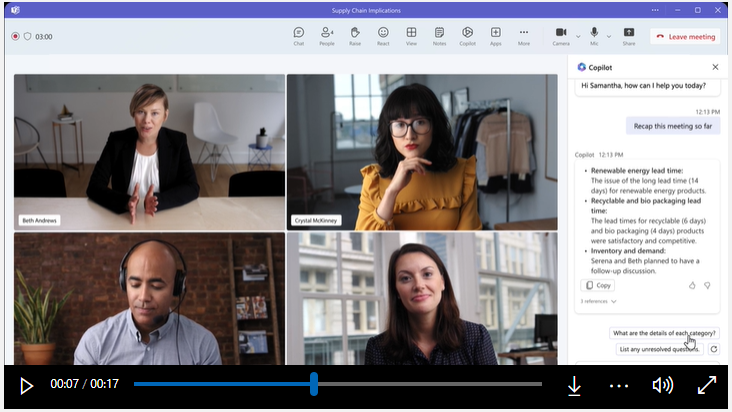 Supply Chain Implications
03:00
Chat
People
4
Raise
React
View
Notes
Copilot
Apps
More
Camera
Mic
Share
Leave meeting
Copilot
Hi Samantha, how can I help you today?
12:13 PM
Recap this meeting so far
Copilot 12:13 PM
• Renewable energy lead time:
The issue of the long lead time (14
days) for renewable energy products.
• Recyclable and bio packaging lead
time:
The lead times for recyclable (6 days)
and bio packaging (4 days) products
were satisfactory and competitive.
• Inventory and demand:
Serena and Beth planned to have a
follow-up discussion.
Copy
3 references
What are the details of each category?
List any unresolved questions.
Beth Andrews
Crystal McKinney
00:07 / 00:17